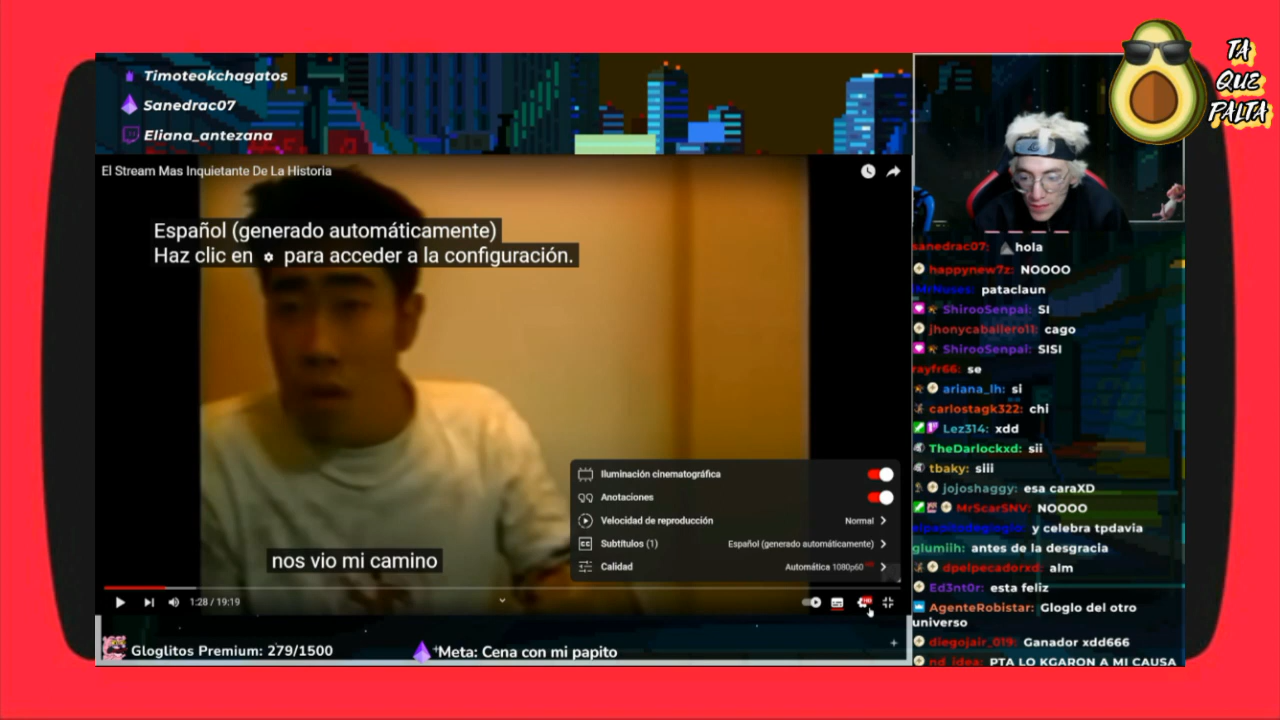 TA
QUE
PALTA
Timoteokchagatos
Sanedrac07
Eliana_antezana
El Stream Mas Inquietante De La Historia
Español (generado automáticamente)
Haz clic en para acceder a la configuración.
nos vio mi camino
Iluminación cinematográfica
Anotaciones
Velocidad de reproducción Normal
Subtítulos (1) Español (generado automáticamente)
Calidad Automática 1080p60 HD
1:28 / 19:19
Gloglitos Premium: 279/1500
Meta: Cena con mi papito
sanedrac07: hola
happynew7z: NOOOO
MrNuses: pataclaun
ShirooSenpai: SI
jhonycaballero11: cago
ShirooSenpai: SISI
rayfr66: se
ariana_lh: si
carlostagk322: chi
Lez314: xdd
TheDarlockxd: sii
tbaky: siii
jojoshaggy: esa caraXD
MrScarSNV: NOOOO
y celebra tpdavia
glumilh: antes de la desgracia
dpelpecadorxd: alm
Ed3nt0r: esta feliz
AgenteRobistar: Gloglo del otro
universo
diegojair_019: Ganador xdd666
nd_idea: PTA LO KGARON A MI CAUSA